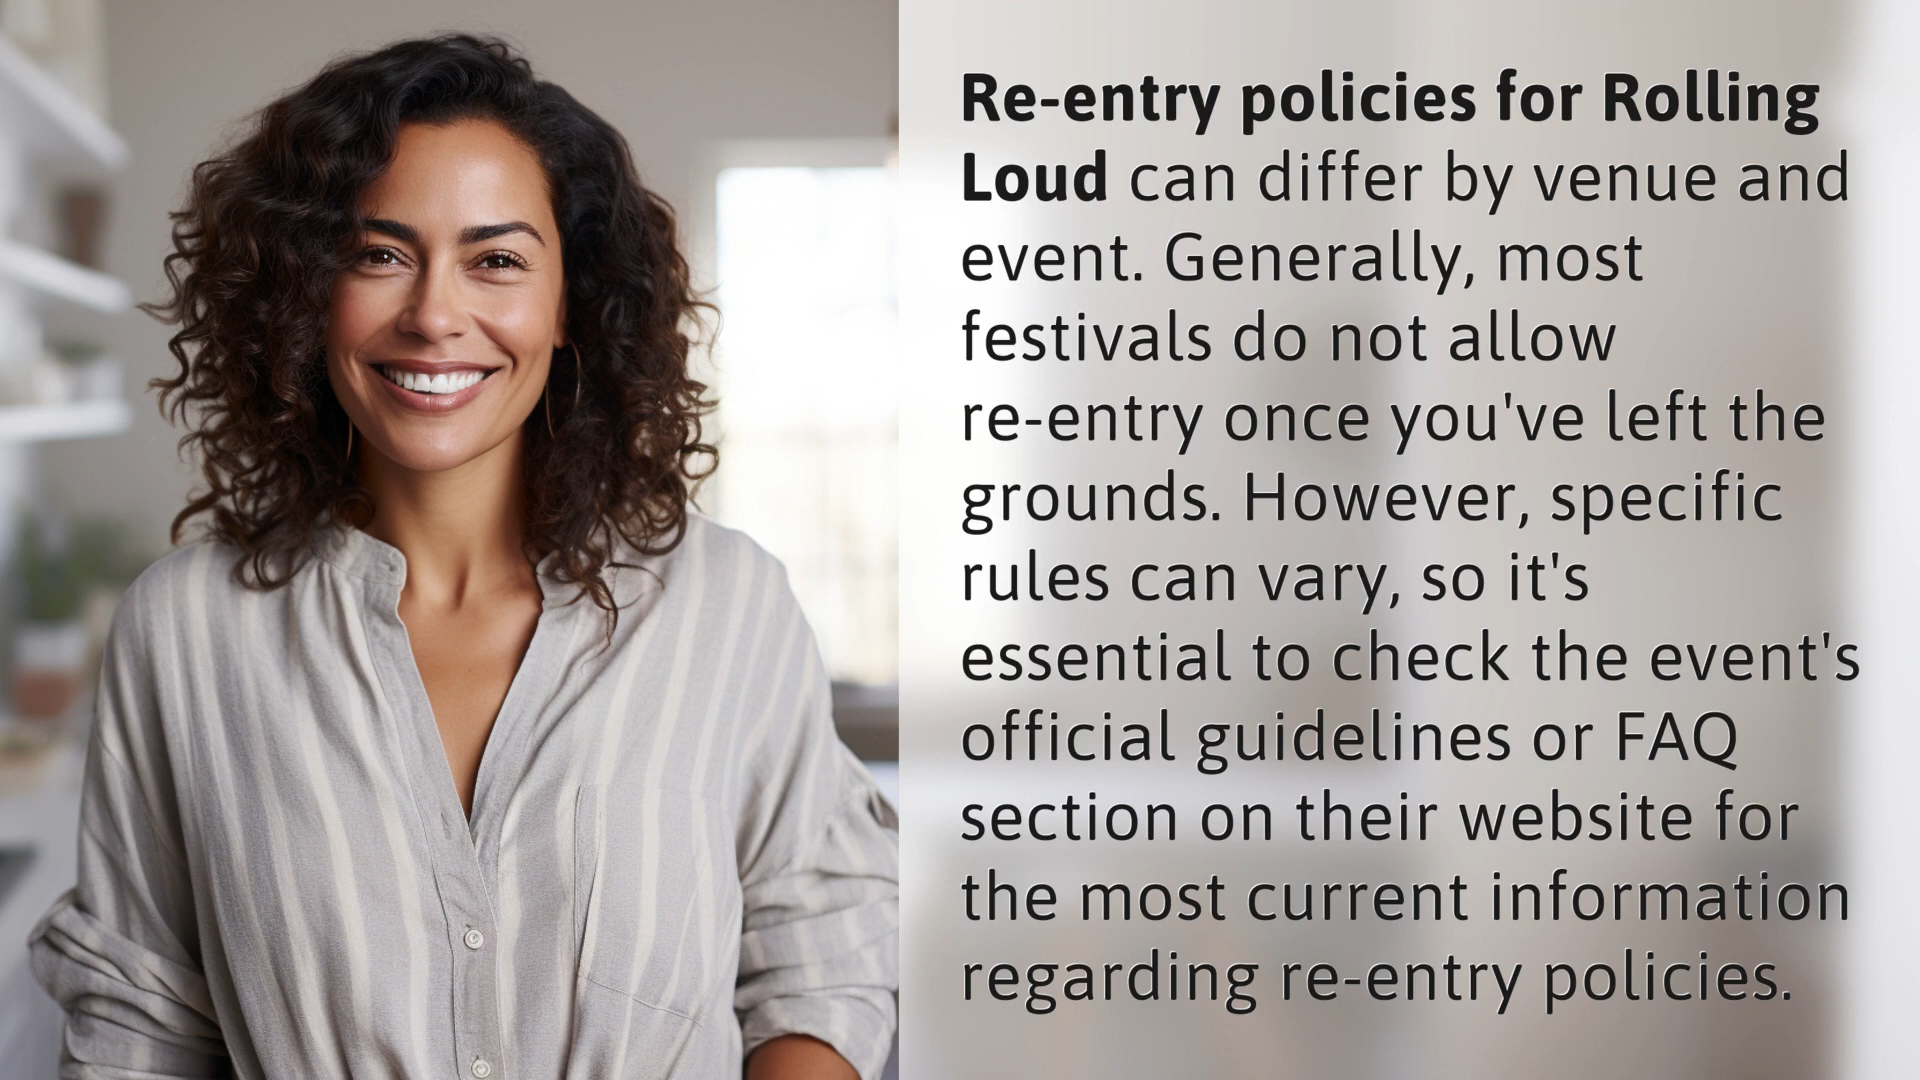 Re-entry policies for Rolling
Loud can differ by venue and
event. Generally, most
festivals do not allow
re-entry once you've left the
grounds. However, specific
rules can vary, so it's
essential to check the event's
official guidelines or FAQ
section on their website for
the most current information
regarding re-entry policies.